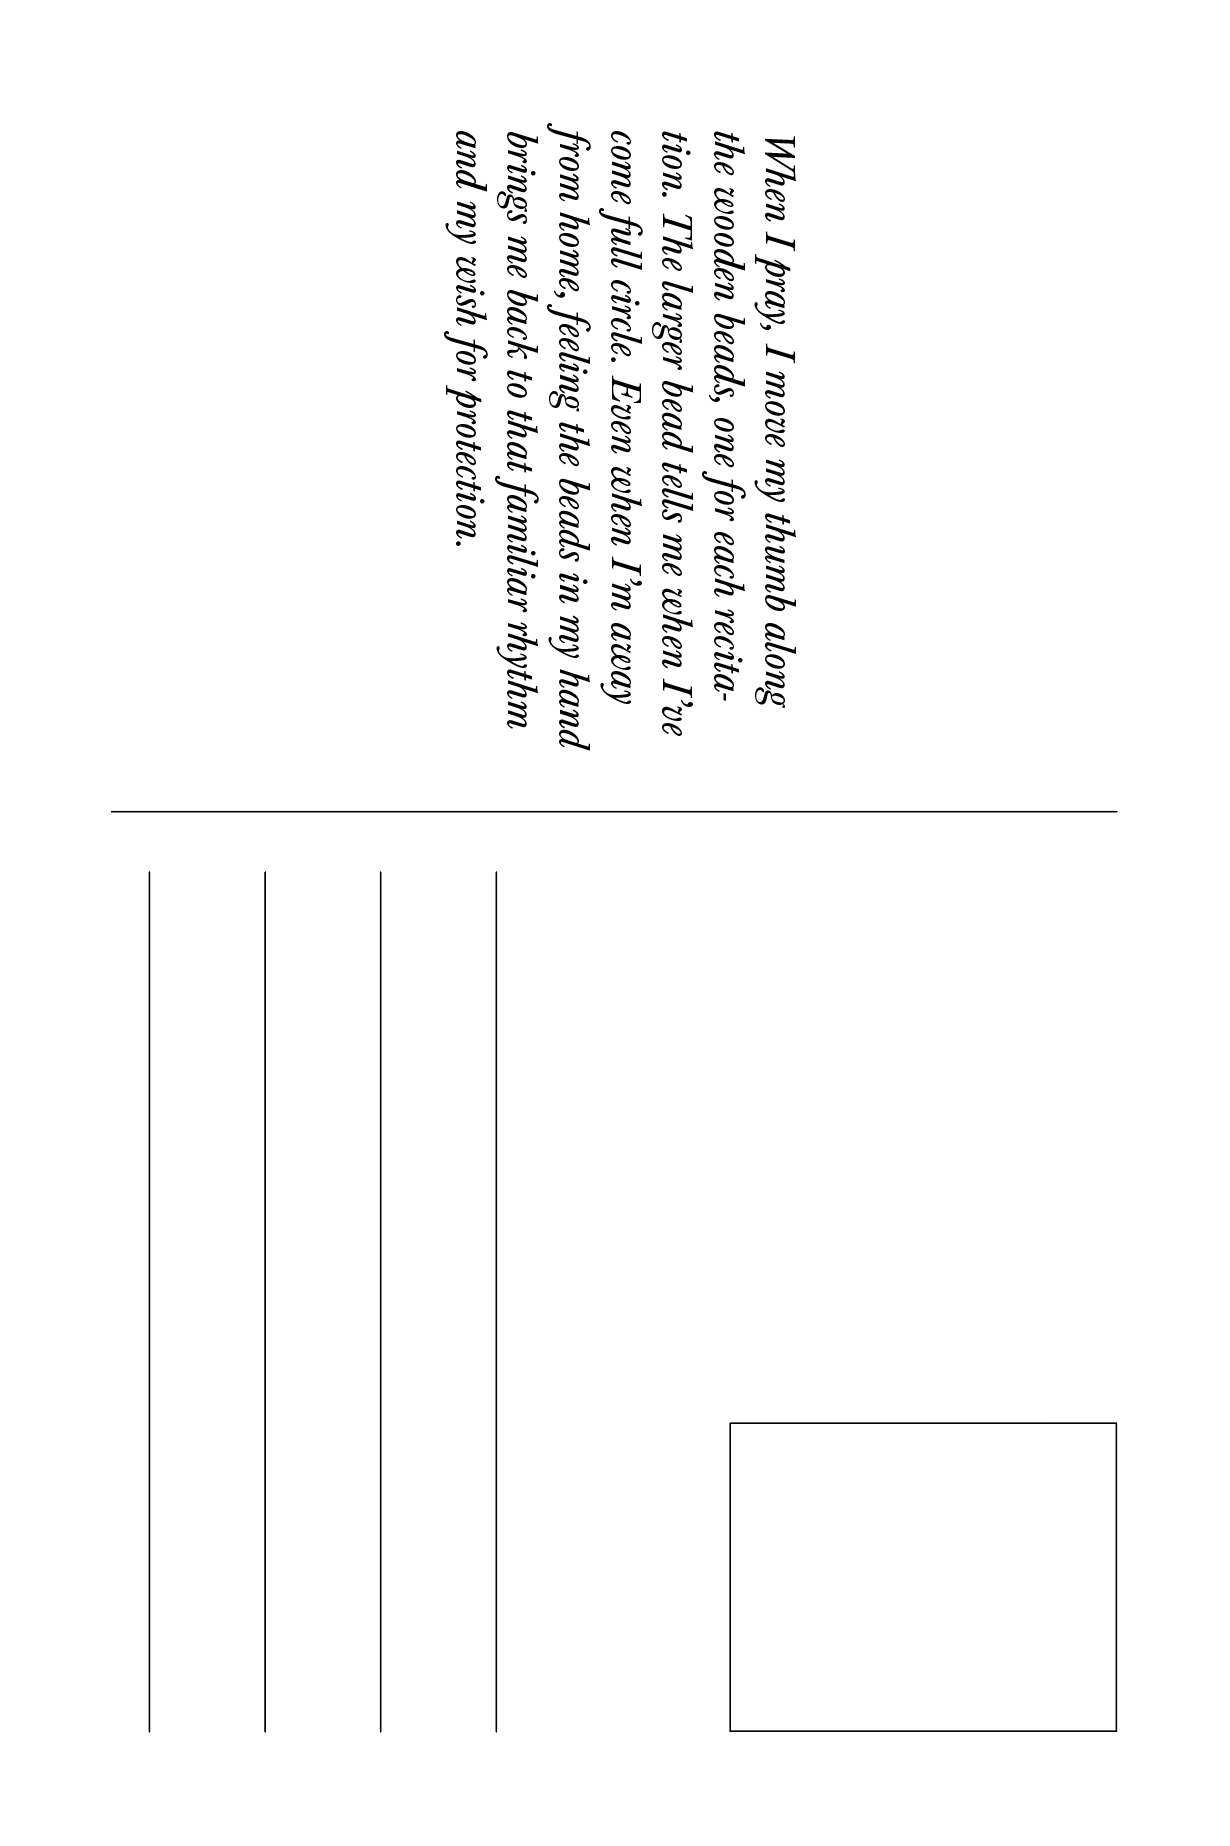 When I pray, I move my thumb along
the wooden beads, one for each recita-
tion. The larger bead tells me when I’ve
come full circle. Even when I’m away
from home, feeling the beads in my hand
brings me back to that familiar rhythm
and my wish for protection.